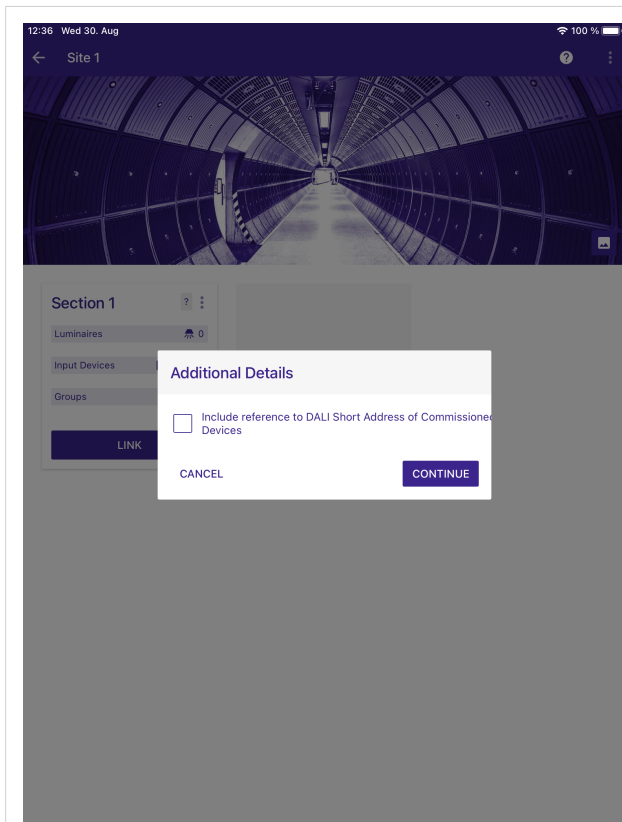 12:36 Wed 30. Aug
100 %
Site 1
?
Section 1
?
Luminaires
0
Input Devices
Groups
LINK
Additional Details
Include reference to DALI Short Address of Commissioned
Devices
CANCEL
CONTINUE